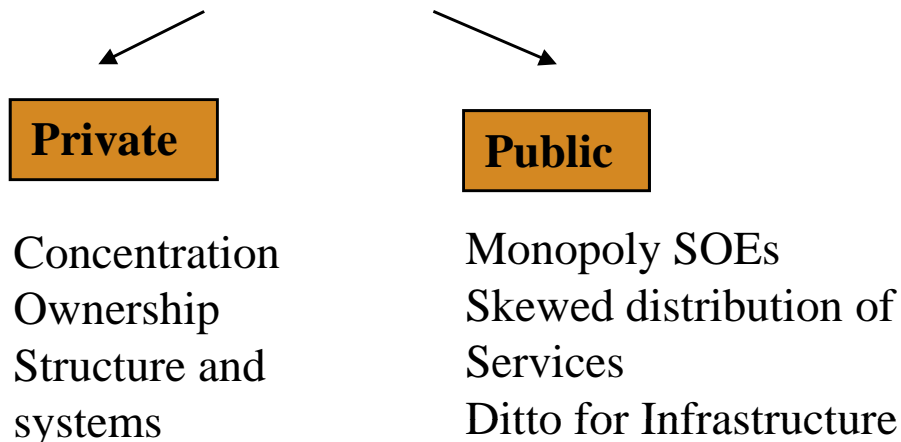 Private
Concentration
Ownership
Structure and
systems
Public
Monopoly SOEs
Skewed distribution of
Services
Ditto for Infrastructure